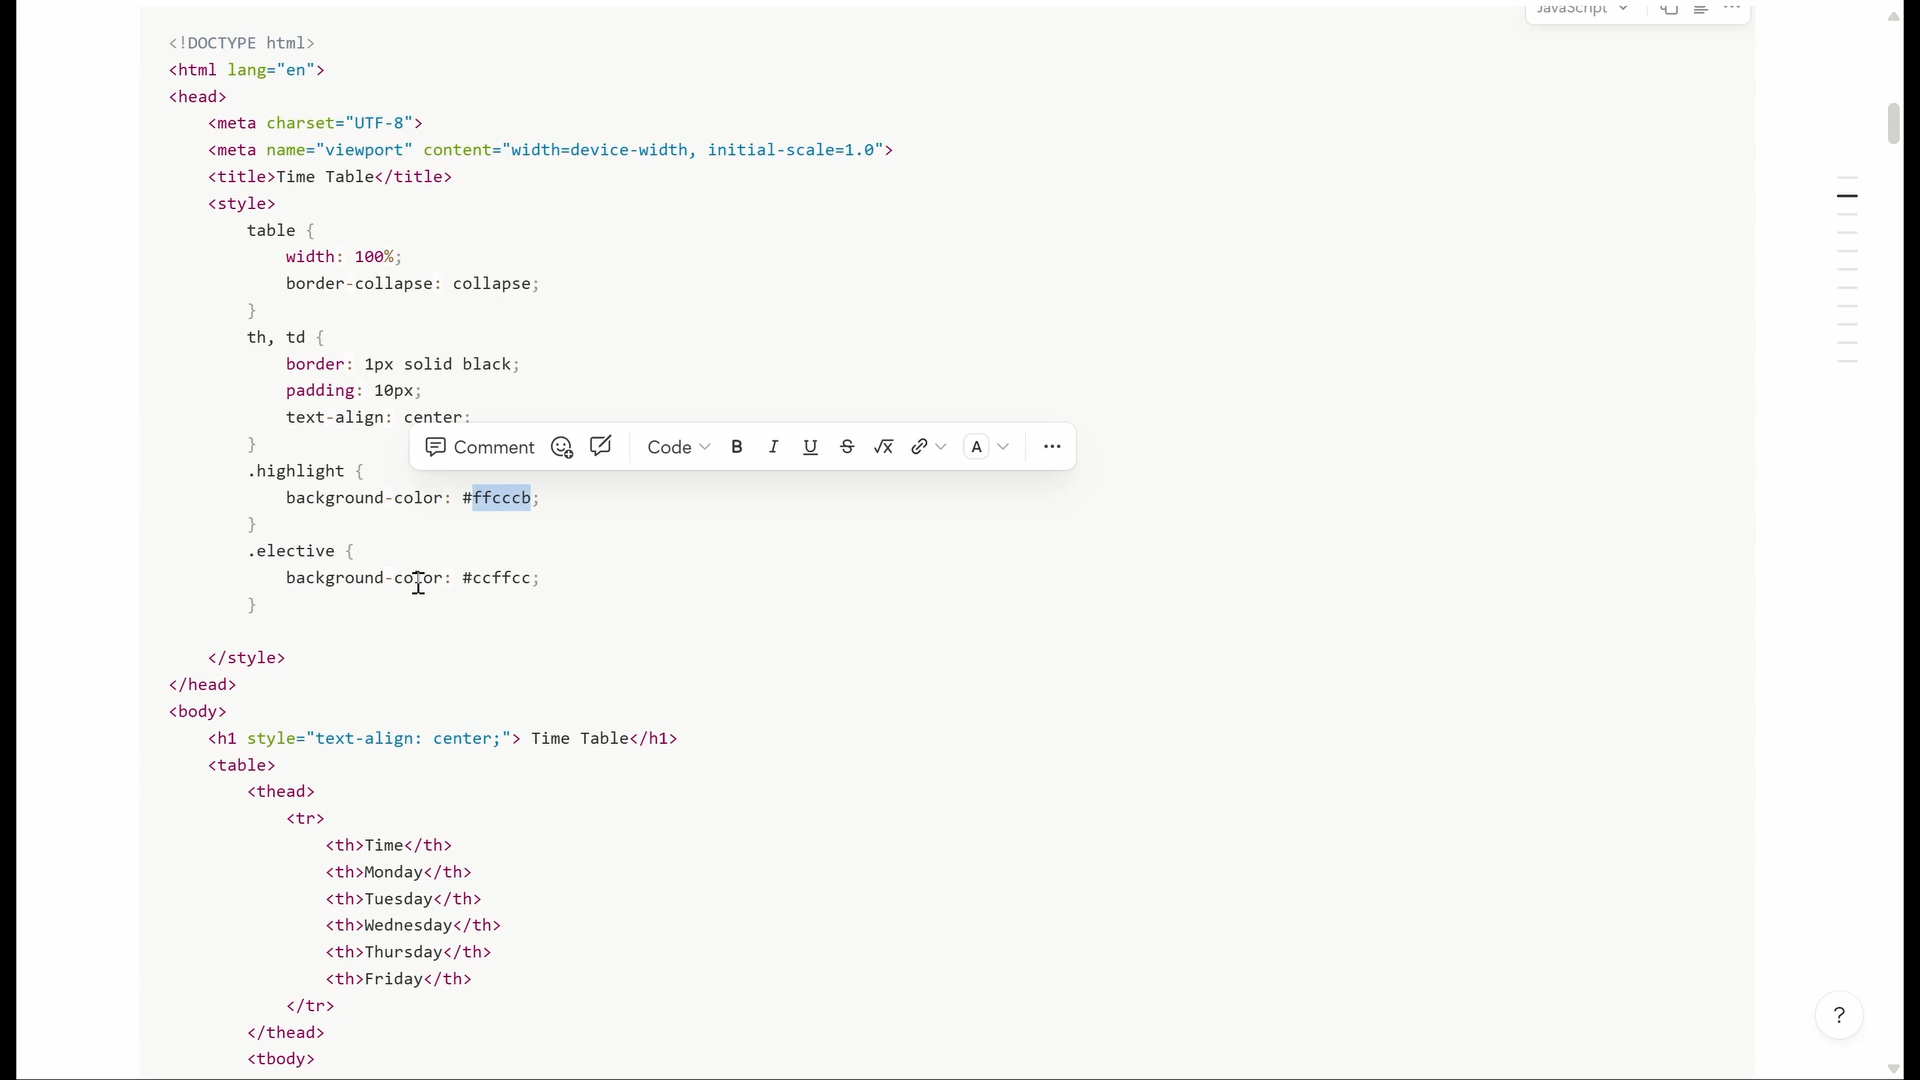 JavaScript
<!DOCTYPE html>
<html lang="en">
<head>
    <meta charset="UTF-8">
    <meta name="viewport" content="width=device-width, initial-scale=1.0">
    <title>Time Table</title>
    <style>
        table {
            width: 100%;
            border-collapse: collapse;
        }
        th, td {
            border: 1px solid black;
            padding: 10px;
            text-align: center;
        }
Comment Code B I U S √x A ...
        .highlight {
            background-color: #ffcccb;
        }
        .elective {
            background-color: #ccffcc;
        }
    </style>
</head>
<body>
    <h1 style="text-align: center;"> Time Table</h1>
    <table>
        <thead>
            <tr>
                <th>Time</th>
                <th>Monday</th>
                <th>Tuesday</th>
                <th>Wednesday</th>
                <th>Thursday</th>
                <th>Friday</th>
            </tr>
        </thead>
        <tbody>
?